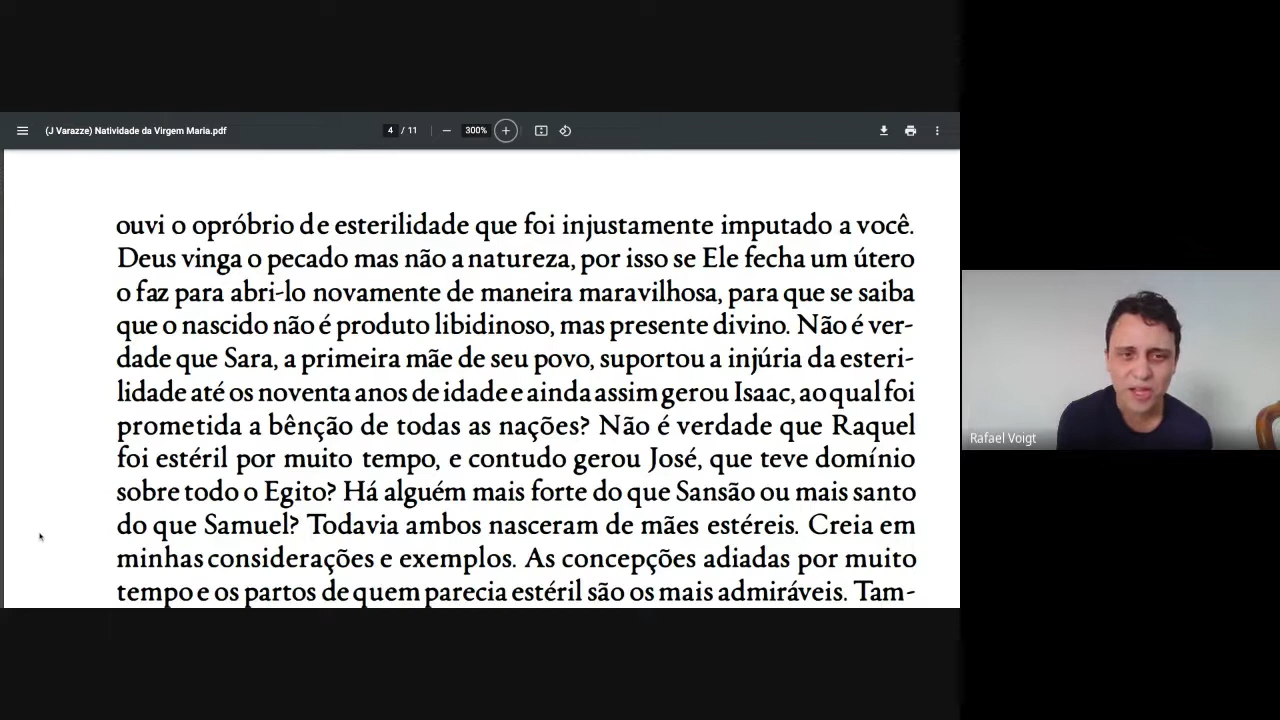 (J Varazze) Natividade da Virgem Maria.pdf
4 / 11
300%
ouvi o opróbrio de esterilidade que foi injustamente imputado a você.
Deus vinga o pecado mas não a natureza, por isso se Ele fecha um útero
o faz para abri-lo novamente de maneira maravilhosa, para que se saiba
que o nascido não é produto libidinoso, mas presente divino. Não é ver-
dade que Sara, a primeira mãe de seu povo, suportou a injúria da esteri-
lidade até os noventa anos de idade e ainda assim gerou Isaac, ao qual foi
prometida a bênção de todas as nações? Não é verdade que Raquel
foi estéril por muito tempo, e contudo gerou José, que teve domínio
sobre todo o Egito? Há alguém mais forte do que Sansão ou mais santo
do que Samuel? Todavia ambos nasceram de mães estéreis. Creia em
minhas considerações e exemplos. As concepções adiadas por muito
tempo e os partos de quem parecia estéril são os mais admiráveis. Tam-
Rafael Voigt